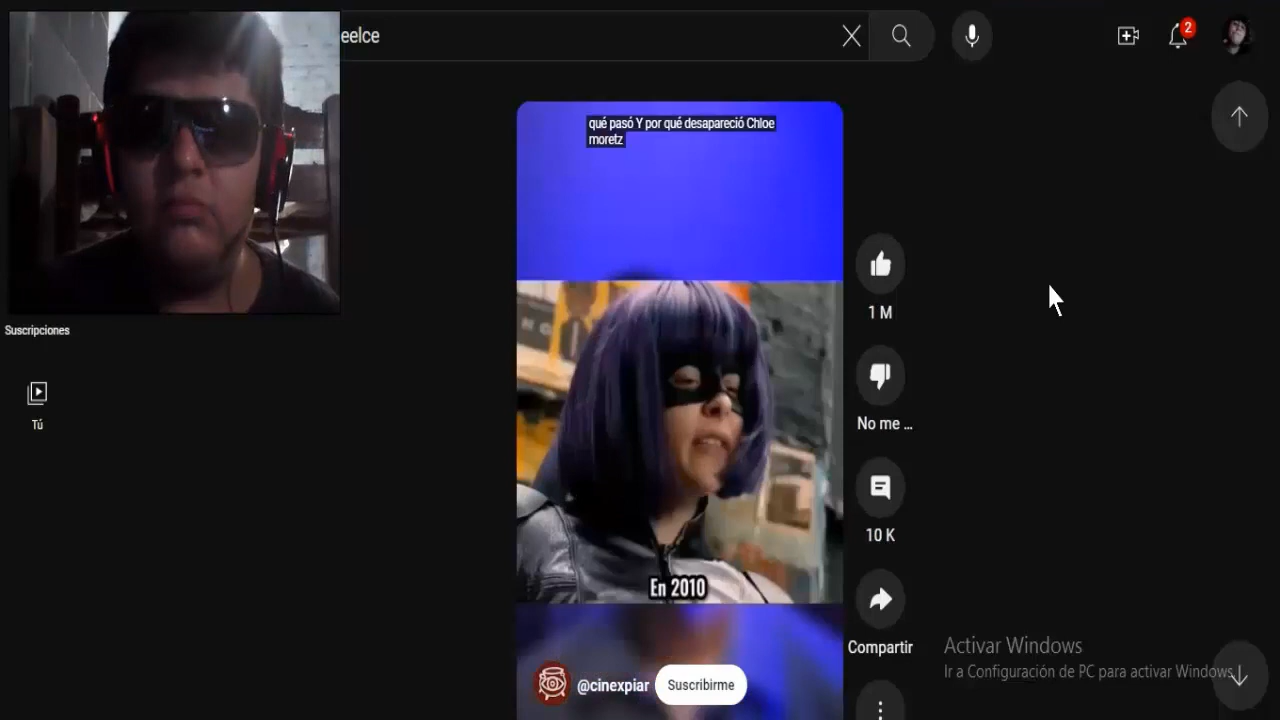 eelce
2
qué pasó Y por qué desapareció Chloe
moretz
1 M
Suscripciones
No me ...
Tú
10 K
En 2010
Compartir
Activar Windows
Ir a Configuración de PC para activar Windows.
@cinexpiar
Suscribirme